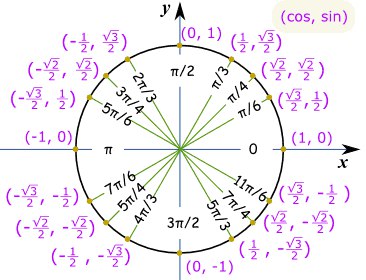 y
(cos, sin)
(0, 1)
(-1/2, √3/2)
(1/2, √3/2)
(-√2/2, √2/2)
(√2/2, √2/2)
(-√3/2, 1/2)
(√3/2, 1/2)
π/2
2π/3
π/3
3π/4
π/4
5π/6
π/6
(-1, 0)
π
0
(1, 0)
x
7π/6
11π/6
5π/4
7π/4
4π/3
5π/3
3π/2
(-√3/2, -1/2)
(√3/2, -1/2)
(-√2/2, -√2/2)
(√2/2, -√2/2)
(-1/2, -√3/2)
(1/2, -√3/2)
(0, -1)